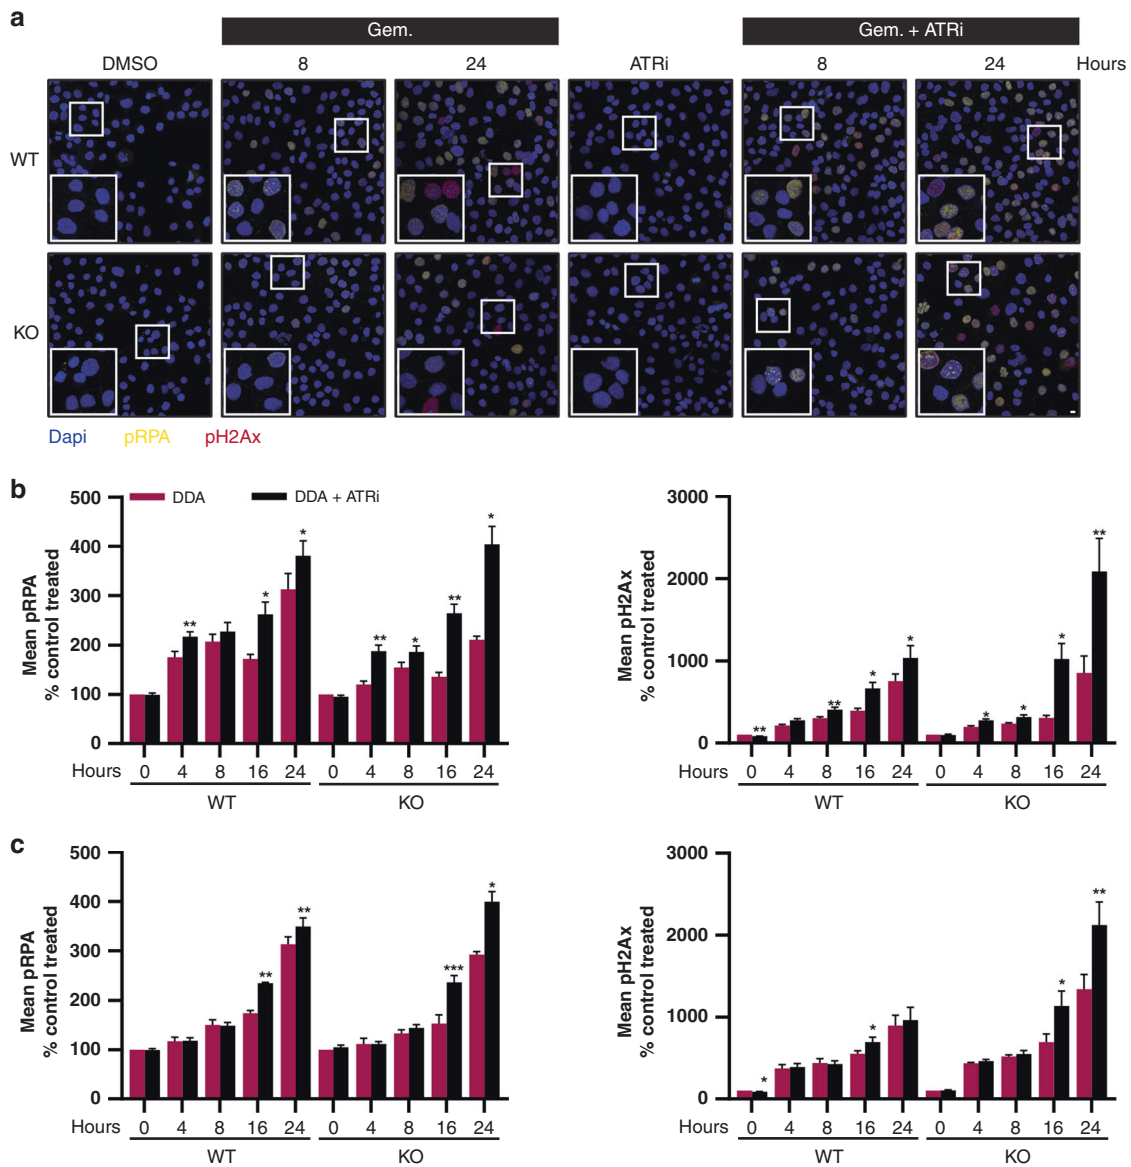 a
Gem.
Gem. + ATRi
DMSO 8 24 ATRi 8 24 Hours
WT
KO
Dapi pRPA pH2Ax
b
DDA DDA + ATRi
Mean pRPA
% control treated
500
400
300
200
100
0
** * * ** * ** *
Hours 0 4 8 16 24 0 4 8 16 24
WT KO
Mean pH2Ax
% control treated
3000
2000
1000
0
** ** * * * * * **
Hours 0 4 8 16 24 0 4 8 16 24
WT KO
c
Mean pRPA
% control treated
500
400
300
200
100
0
** ** *** *
Hours 0 4 8 16 24 0 4 8 16 24
WT KO
Mean pH2Ax
% control treated
3000
2000
1000
0
* * * **
Hours 0 4 8 16 24 0 4 8 16 24
WT KO